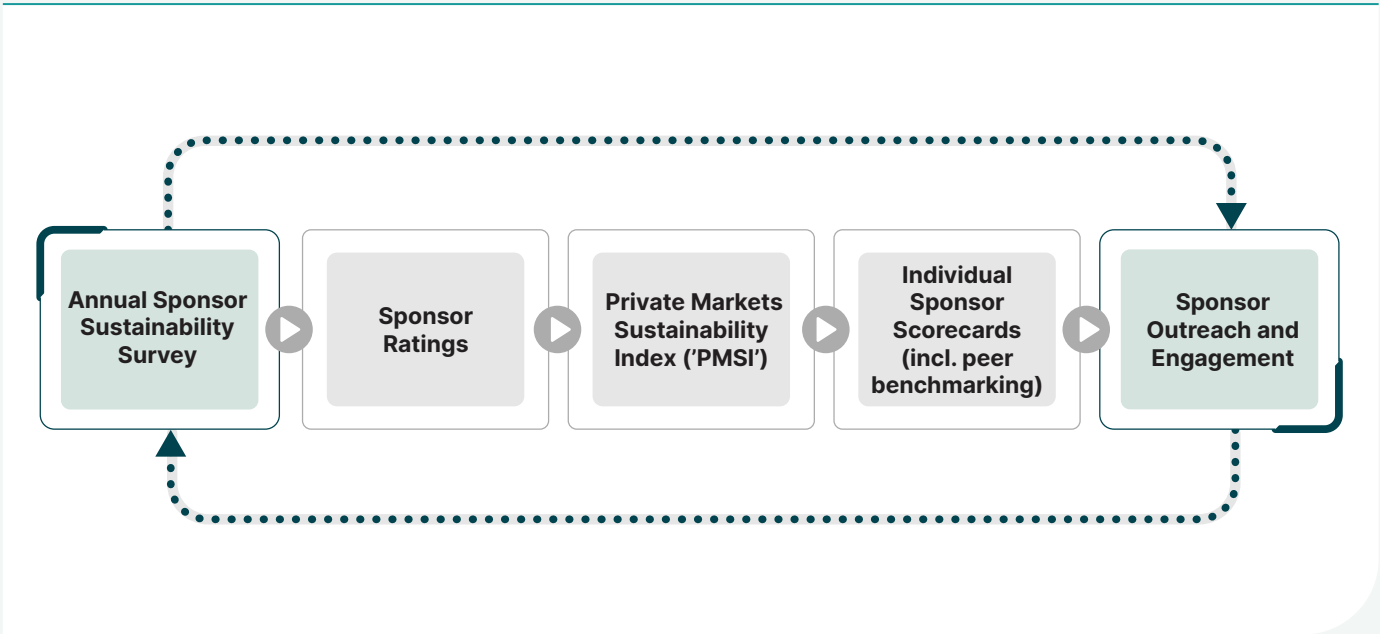 Annual Sponsor
Sustainability
Survey
Sponsor
Ratings
Private Markets
Sustainability
Index (’PMSI’)
Individual
Sponsor
Scorecards
(incl. peer
benchmarking)
Sponsor
Outreach and
Engagement